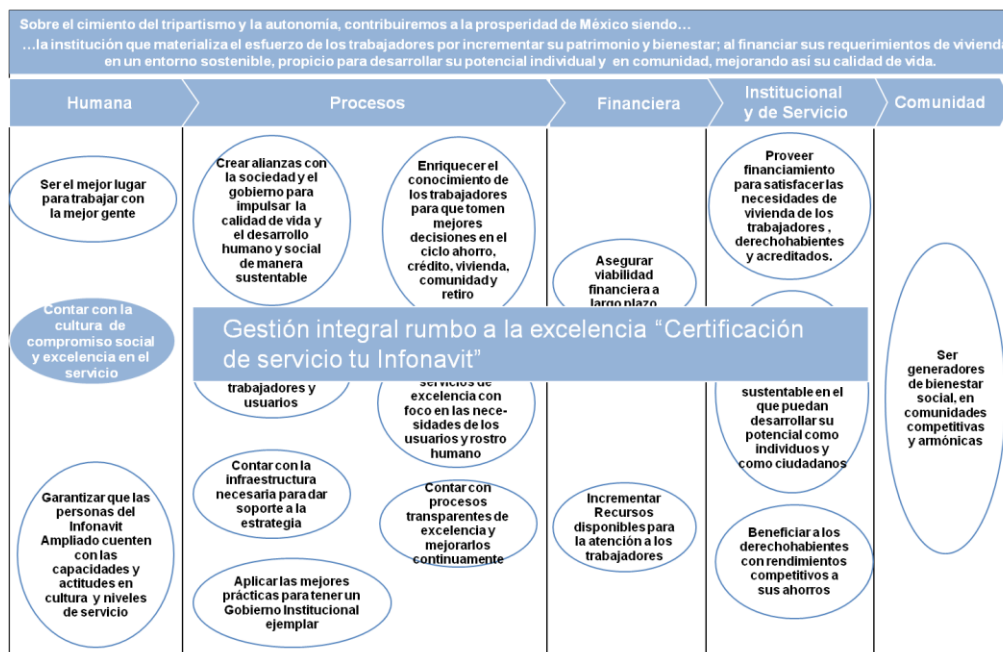 Sobre el cimiento del tripartismo y la autonomía, contribuiremos a la prosperidad de México siendo…
…la institución que materializa el esfuerzo de los trabajadores por incrementar su patrimonio y bienestar; al financiar sus requerimientos de vivienda
en un entorno sostenible, propicio para desarrollar su potencial individual y en comunidad, mejorando así su calidad de vida.
Humana
Procesos
Financiera
Institucional
y de Servicio
Comunidad
Ser el mejor lugar
para trabajar con
la mejor gente
Contar con la
cultura de
compromiso social
y excelencia en el
servicio
Garantizar que las
personas del
Infonavit
Ampliado cuenten
con las
capacidades y
actitudes en
cultura y niveles
de servicio
Crear alianzas con
la sociedad y el
gobierno para
impulsar la
calidad de vida y
el desarrollo
humano y social
de manera
sustentable
Enriquecer el
conocimiento de
los trabajadores
para que tomen
mejores
decisiones en el
ciclo ahorro,
crédito, vivienda,
comunidad y
retiro
Gestión integral rumbo a la excelencia “Certificación
de servicio tu Infonavit”
trabajadores y
usuarios
servicios de
excelencia con
foco en las nece-
sidades de los
usuarios y rostro
humano
Contar con la
infraestructura
necesaria para dar
soporte a la
estrategia
Contar con
procesos
transparentes de
excelencia y
mejorarlos
continuamente
Aplicar las mejores
prácticas para tener un
Gobierno Institucional
ejemplar
Asegurar
viabilidad
financiera a
largo plazo
Incrementar
Recursos
disponibles para
la atención a los
trabajadores
Proveer
financiamiento
para satisfacer las
necesidades de
vivienda de los
trabajadores ,
derechohabientes
y acreditados.
sustentable en el
que puedan
desarrollar su
potencial como
individuos y
como ciudadanos
Beneficiar a los
derechohabientes
con rendimientos
competitivos a
sus ahorros
Ser
generadores
de bienestar
social, en
comunidades
competitivas
y armónicas